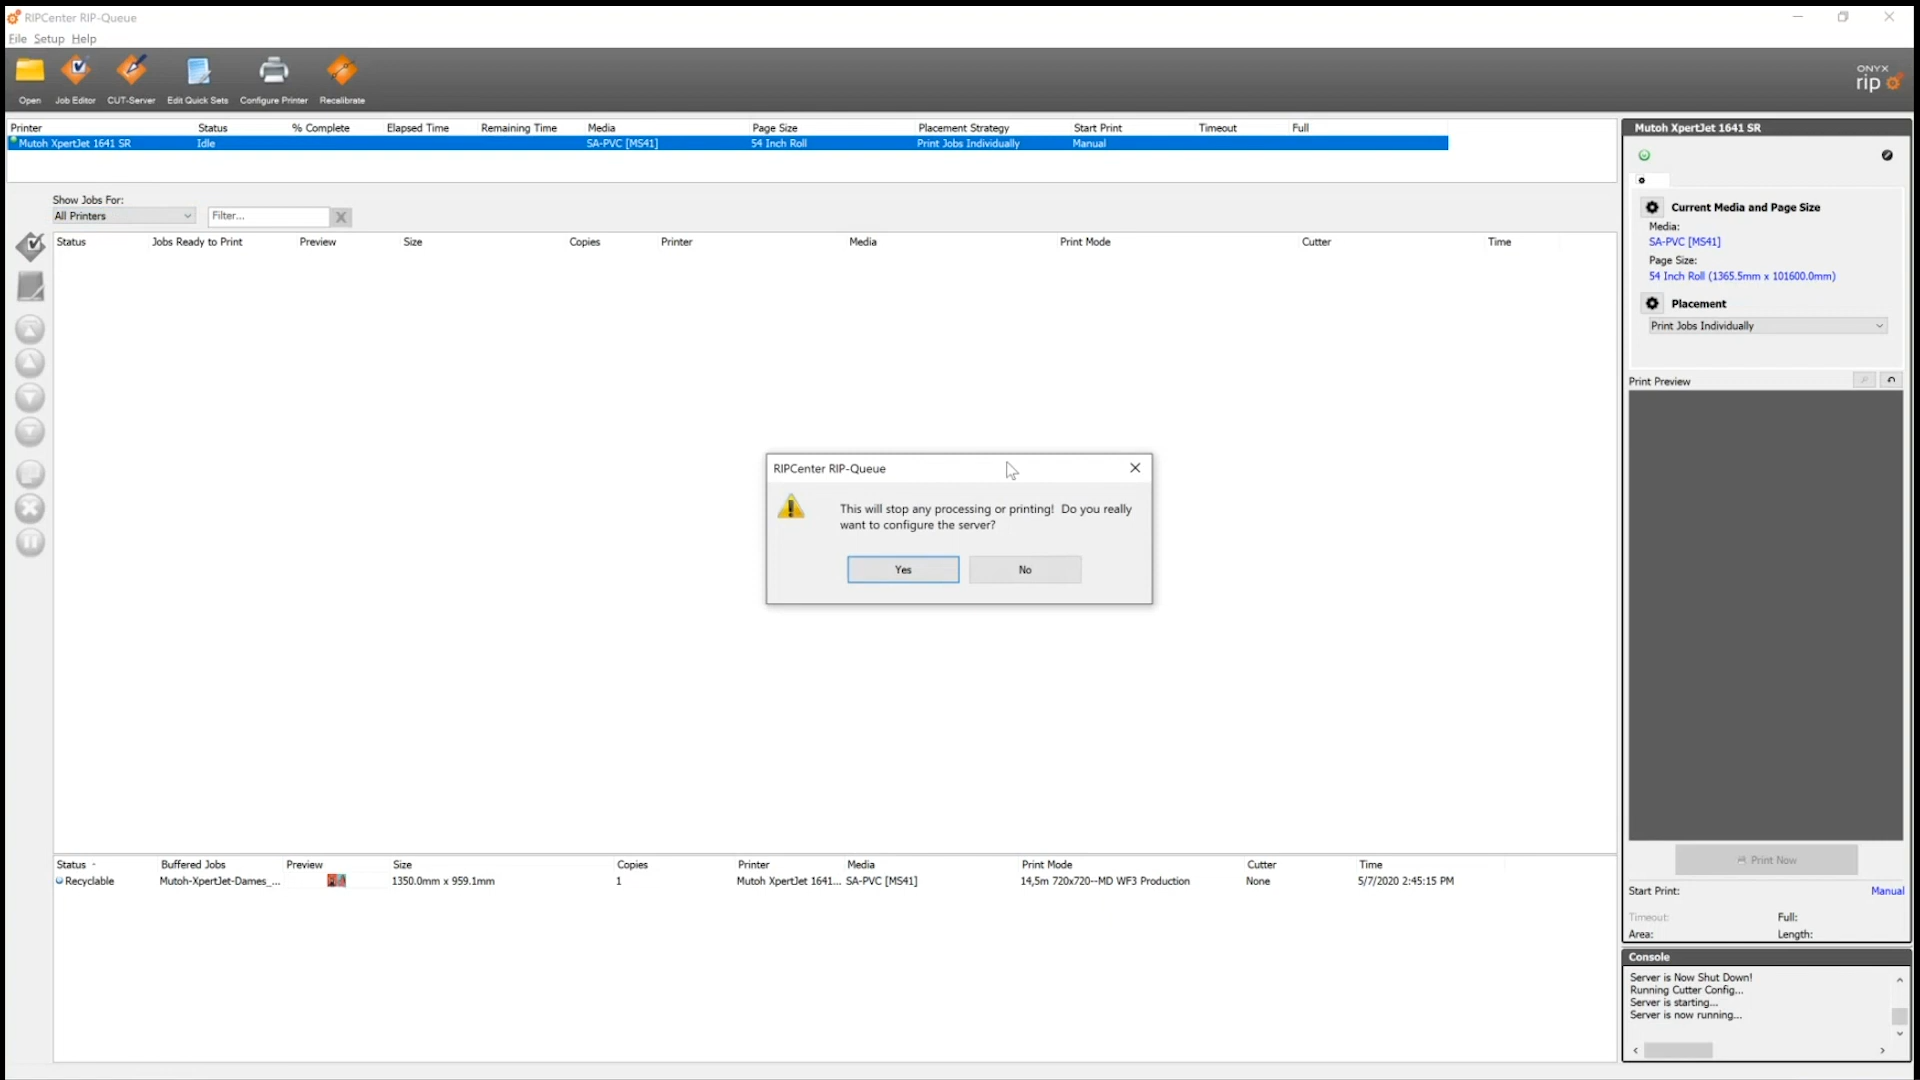 RIPCenter RIP-Queue
File Setup Help
Open Job Editor CUT-Server Edit Quick Sets Configure Printer Recalibrate
ONYX
rip
Printer Status % Complete Elapsed Time Remaining Time Media Page Size Placement Strategy Start Print Timeout Full
Mutoh XpertJet 1641 SR Idle SA-PVC [MS41] 54 Inch Roll Print Jobs Individually Manual
Show Jobs For:
All Printers Filter...
Status Jobs Ready to Print Preview Size Copies Printer Media Print Mode Cutter Time
RIPCenter RIP-Queue
This will stop any processing or printing! Do you really
want to configure the server?
Yes No
Status Buffered Jobs Preview Size Copies Printer Media Print Mode Cutter Time
Recyclable Mutoh-XpertJet-Dames_... 1350.0mm x 959.1mm 1 Mutoh XpertJet 1641... SA-PVC [MS41] 14,5m 720x720--MD WF3 Production None 5/7/2020 2:45:15 PM
Mutoh XpertJet 1641 SR
Current Media and Page Size
Media:
SA-PVC [MS41]
Page Size:
54 Inch Roll (1365.5mm x 101600.0mm)
Placement
Print Jobs Individually
Print Preview
Print Now
Start Print: Manual
Timeout: Full:
Area: Length:
Console
Server is Now Shut Down!
Running Cutter Config...
Server is starting...
Server is now running...